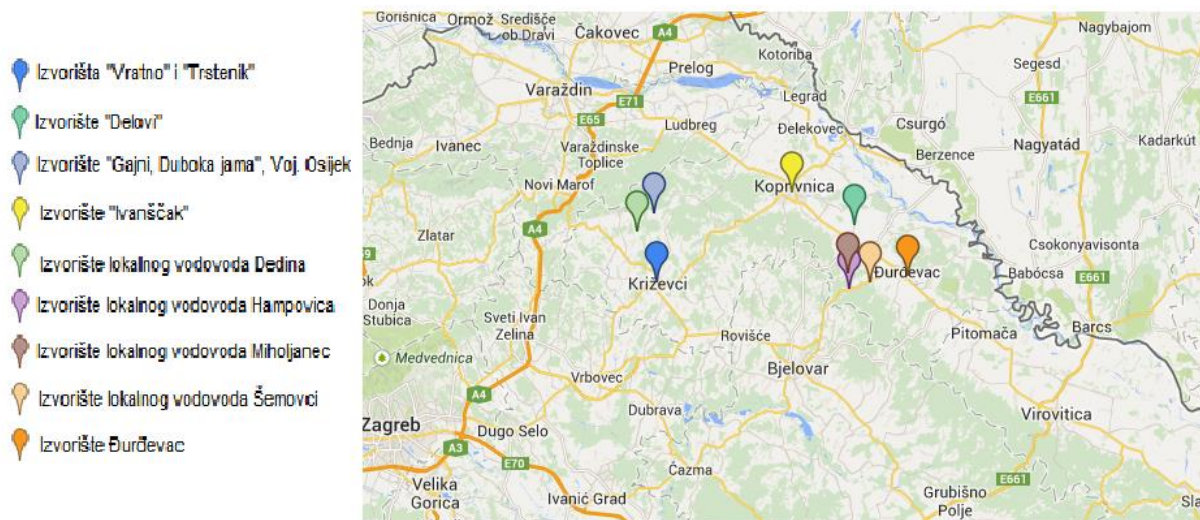 Izvorišta "Vratno" i "Trstenik"
Izvorište "Delovi"
Izvorište "Gajni, Duboka jama", Voj. Osijek
Izvorište "Ivanščak"
Izvorište lokalnog vodovoda Dedina
Izvorište lokalnog vodovoda Hampovica
Izvorište lokalnog vodovoda Miholjanec
Izvorište lokalnog vodovoda Šemovci
Izvorište Đurđevac
Gorišnica
Ormož
Središče
ob Dravi
Čakovec
A4
Kotoriba
Nagybajom
Prelog
Segesd
Varaždin
E71
Legrad
E661
E65
Ludbreg
Đelekovec
Csurgó
Nagyatád
Kadarkút
Bednja
Ivanec
Varaždinske
Toplice
Berzence
Novi Marof
Koprivnica
A4
Zlatar
Csokonyavisonta
Đurđevac
Babócsa
E661
Križevci
Donja
Stubica
Sveti Ivan
Zelina
Rovišće
Pitomača
Barcs
Medvednica
Vrbovec
Bjelovar
A4
Dubrava
Virovitica
Zagreb
Dugo Selo
A3
E70
Čazma
Velika
Gorica
Ivanić Grad
E661
Grubišno
Polje